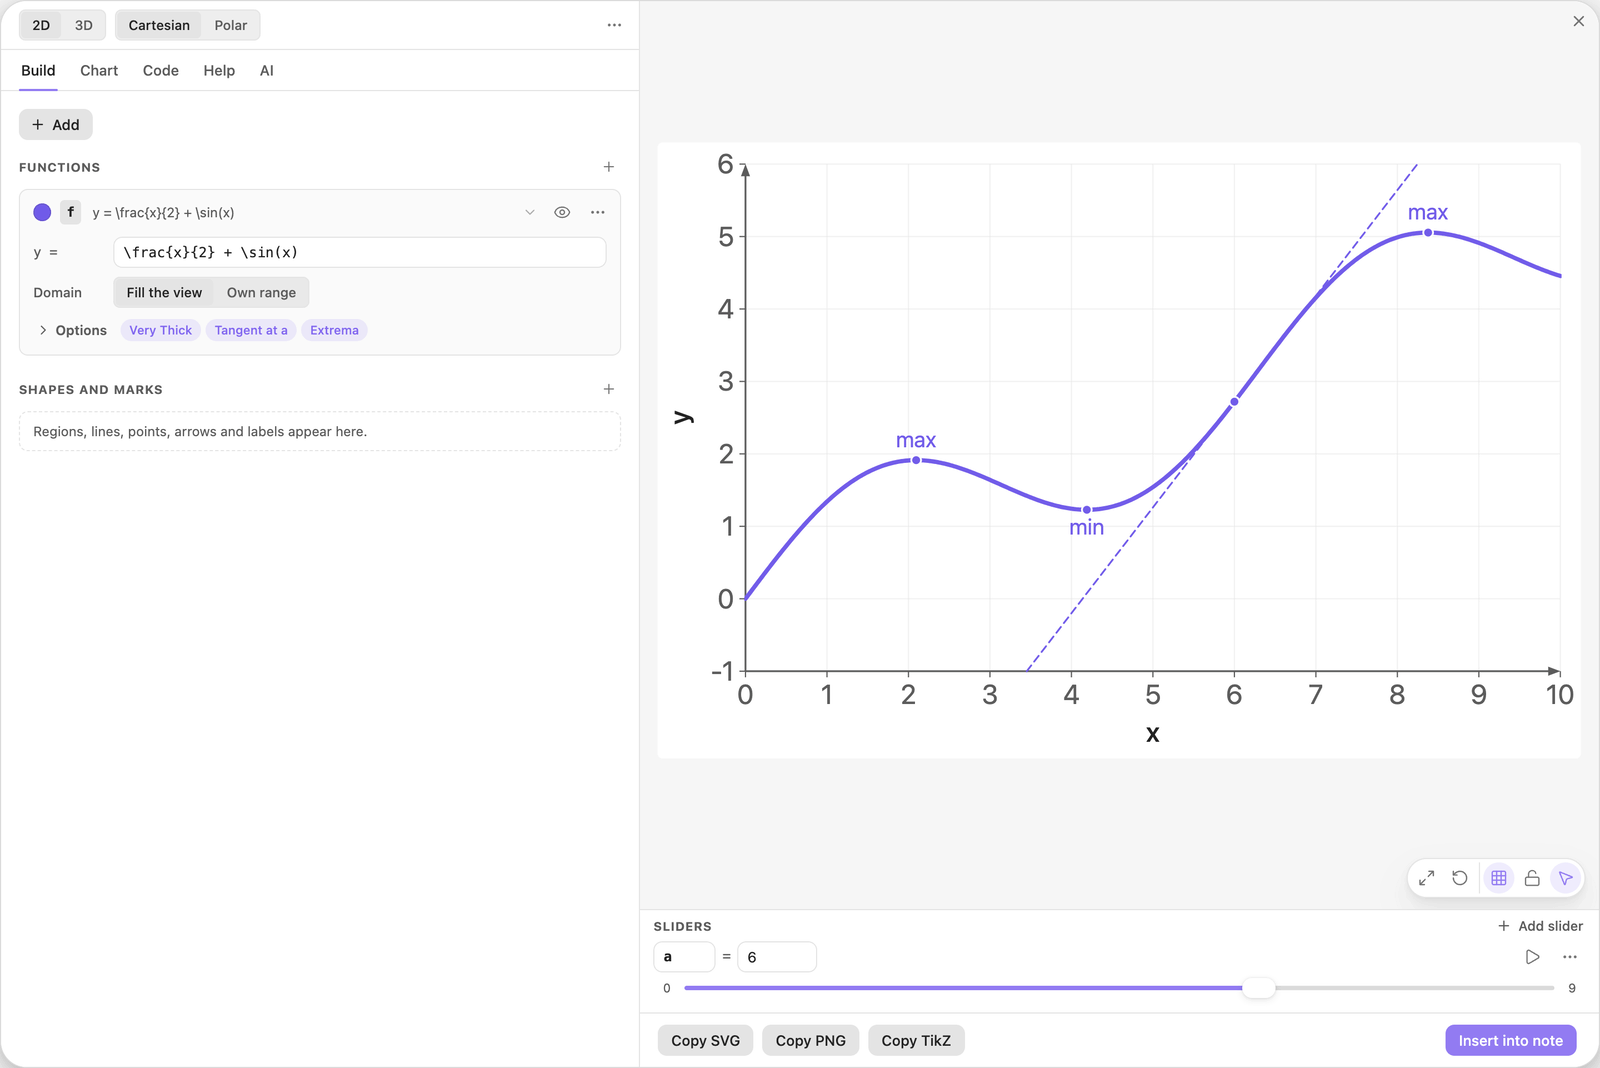 2D 3D Cartesian Polar
Build Chart Code Help AI
+ Add
FUNCTIONS
f y = \frac{x}{2} + \sin(x)
y = \frac{x}{2} + \sin(x)
Domain Fill the view Own range
Options Very Thick Tangent at a Extrema
SHAPES AND MARKS
Regions, lines, points, arrows and labels appear here.
6
5
4
3
2
1
0
-1
y
max
max
min
0 1 2 3 4 5 6 7 8 9 10
x
SLIDERS + Add slider
a = 6
0 9
Copy SVG Copy PNG Copy TikZ Insert into note